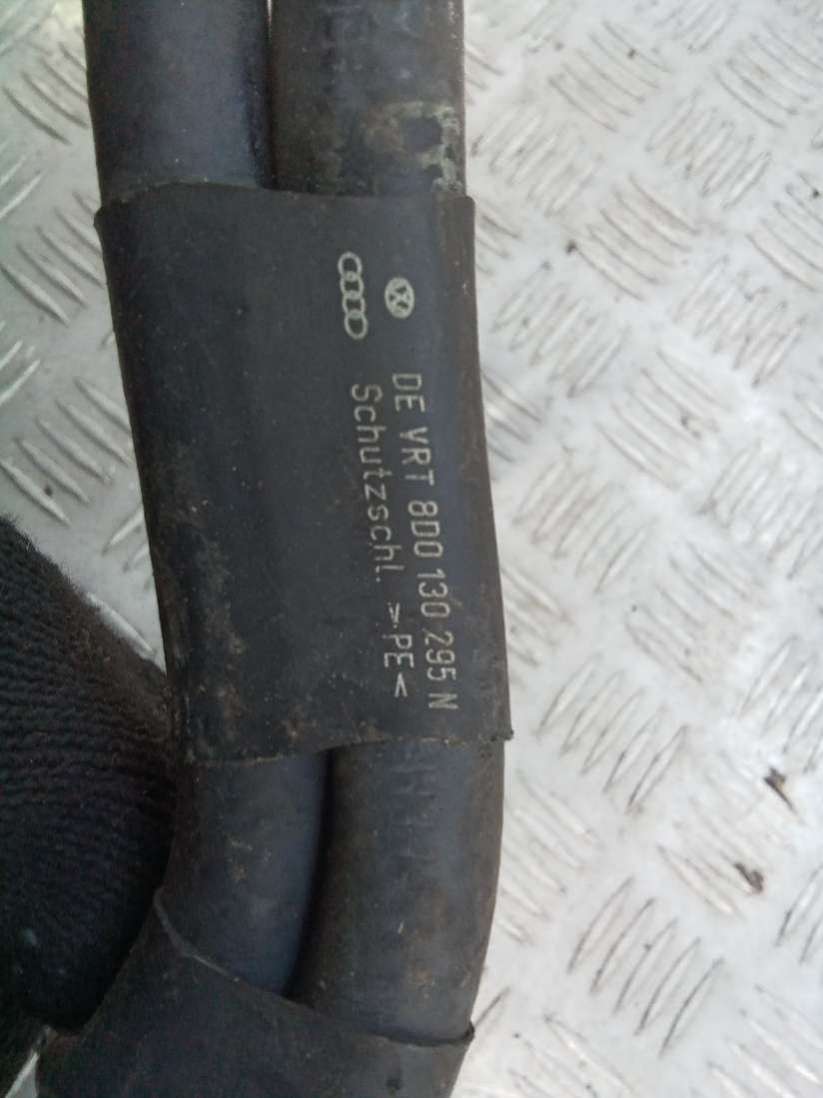 DE VRT 8D0 130 295 N
Schutzschl. >PE<